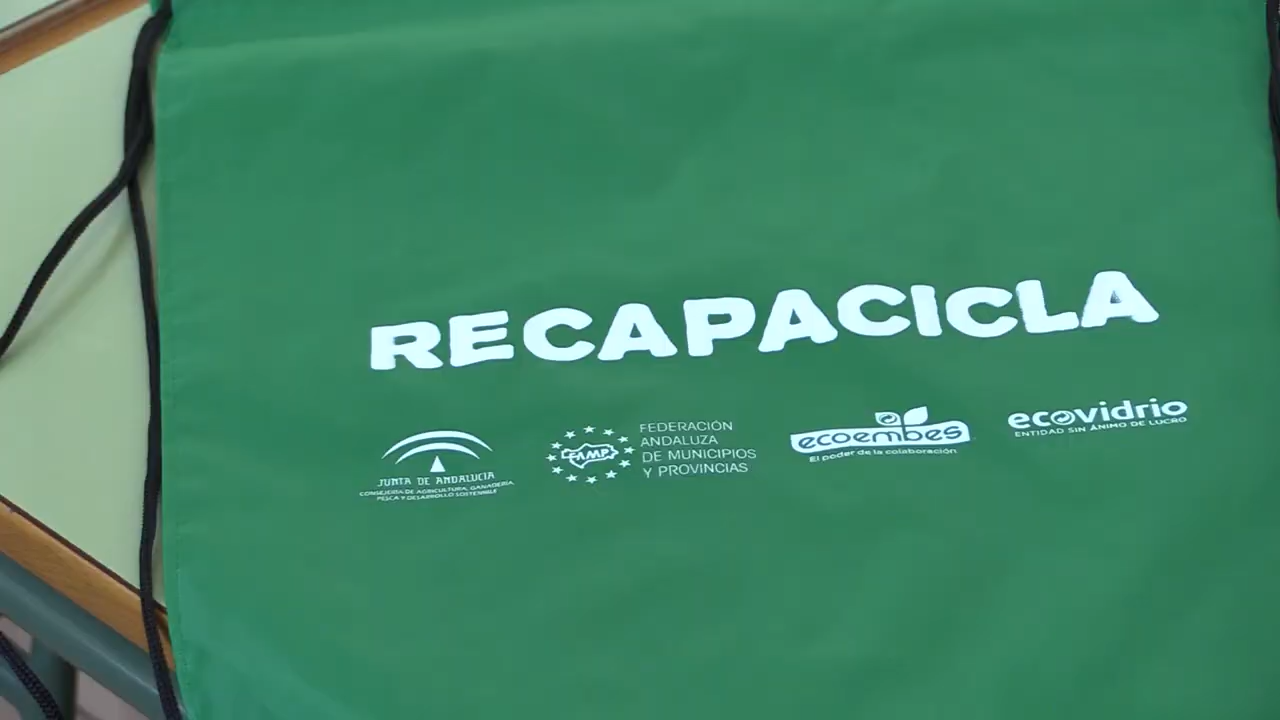 RECAPACICLA
JUNTA DE ANDALUCIA
CONSEJERÍA DE AGRICULTURA, GANADERÍA,
PESCA Y DESARROLLO SOSTENIBLE
FAMP
FEDERACIÓN
ANDALUZA
DE MUNICIPIOS
Y PROVINCIAS
ecoembes
El poder de la colaboración
ecovidrio
ENTIDAD SIN ÁNIMO DE LUCRO